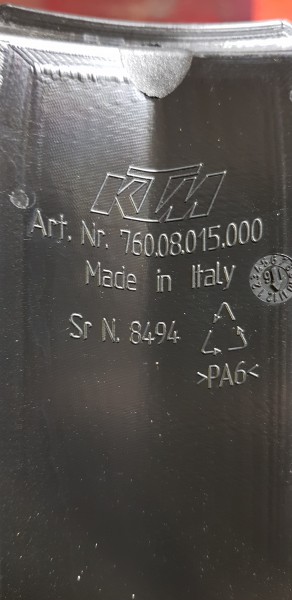 KTM
Art. Nr. 760.08.015.000
Made in Italy
Sr N. 8494
>PA6<